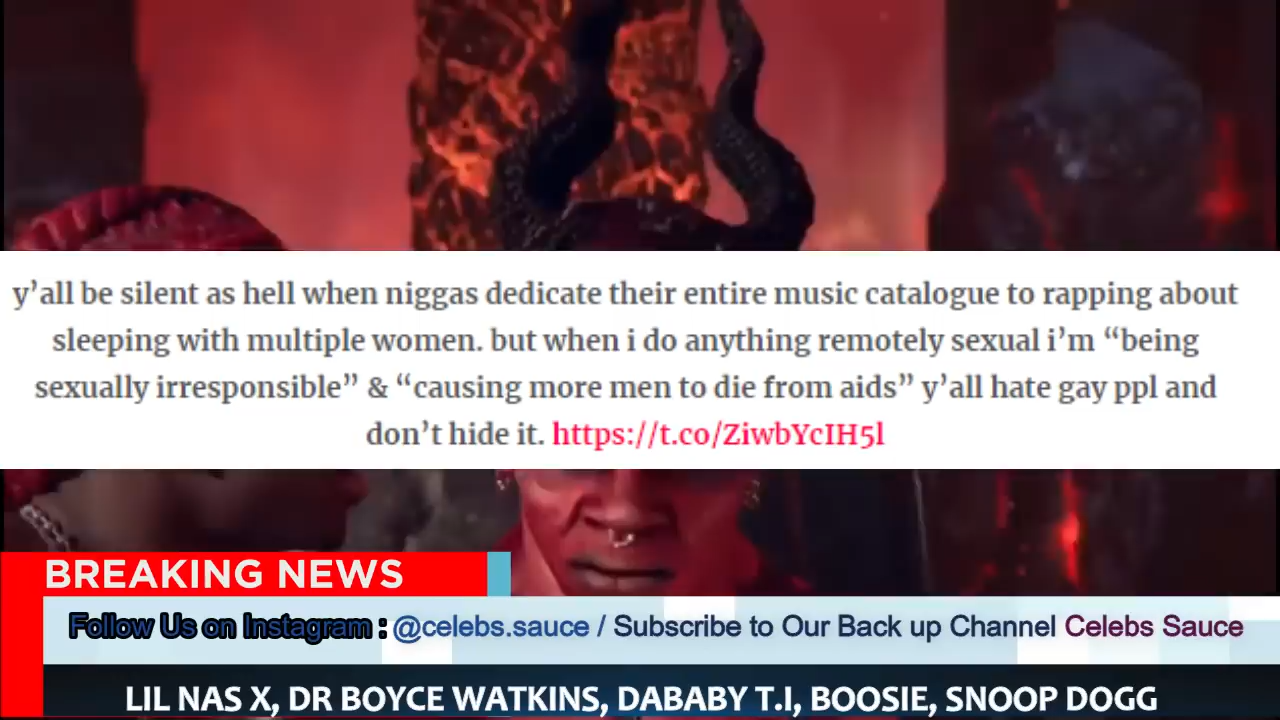 y’all be silent as hell when niggas dedicate their entire music catalogue to rapping about
sleeping with multiple women. but when i do anything remotely sexual i’m “being
sexually irresponsible” & “causing more men to die from aids” y’all hate gay ppl and
don’t hide it. https://t.co/ZiwbYcIH5l
BREAKING NEWS
Follow Us on Instagram : @celebs.sauce / Subscribe to Our Back up Channel Celebs Sauce
LIL NAS X, DR BOYCE WATKINS, DABABY T.I, BOOSIE, SNOOP DOGG